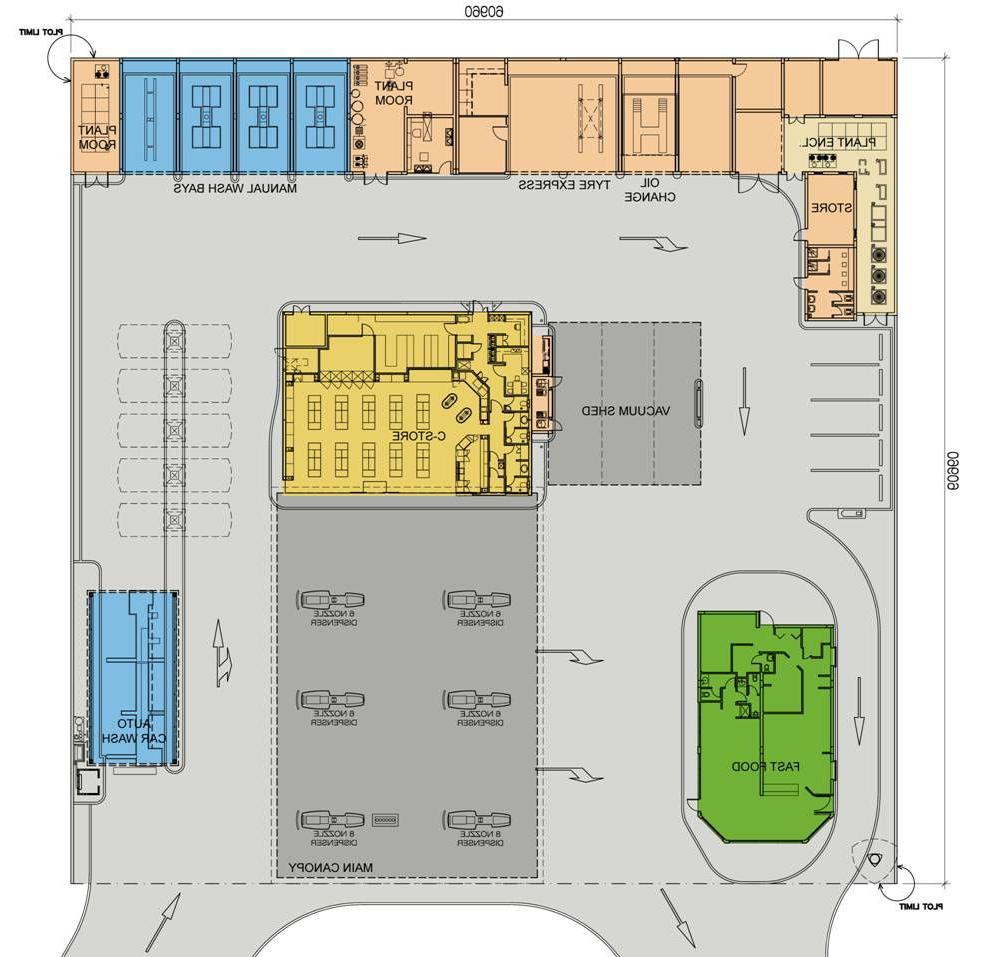 60960
PLOT LIMIT
PLANT
ROOM
PLANT
ROOM
PLANT ENCL.
MANUAL WASH BAYS
TYRE EXPRESS
OIL
CHANGE
STORE
VACUUM SHED
C-STORE
60960
6 NOZZLE
DISPENSER
6 NOZZLE
DISPENSER
6 NOZZLE
DISPENSER
6 NOZZLE
DISPENSER
AUTO
CAR WASH
FAST FOOD
8 NOZZLE
DISPENSER
8 NOZZLE
DISPENSER
MAIN CANOPY
PLOT LIMIT